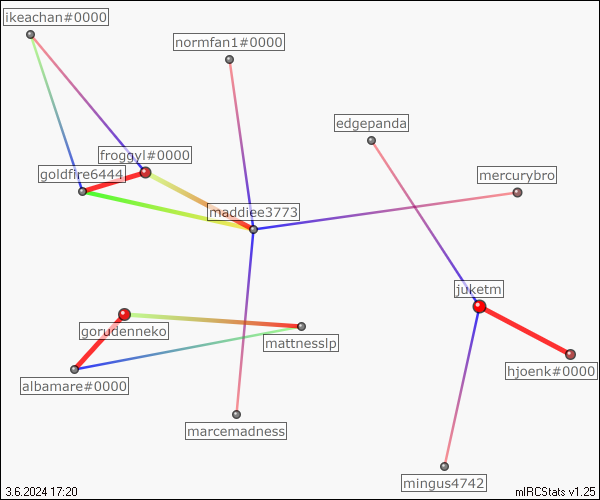 ikeachan#0000
normfan1#0000
edgepanda
froggyl#0000
goldfire6444
mercurybro
maddiee3773
juketm
gorudenneko
mattnesslp
hjoenk#0000
albamare#0000
marcemadness
mingus4742
3.6.2024 17:20
mIRCStats v1.25